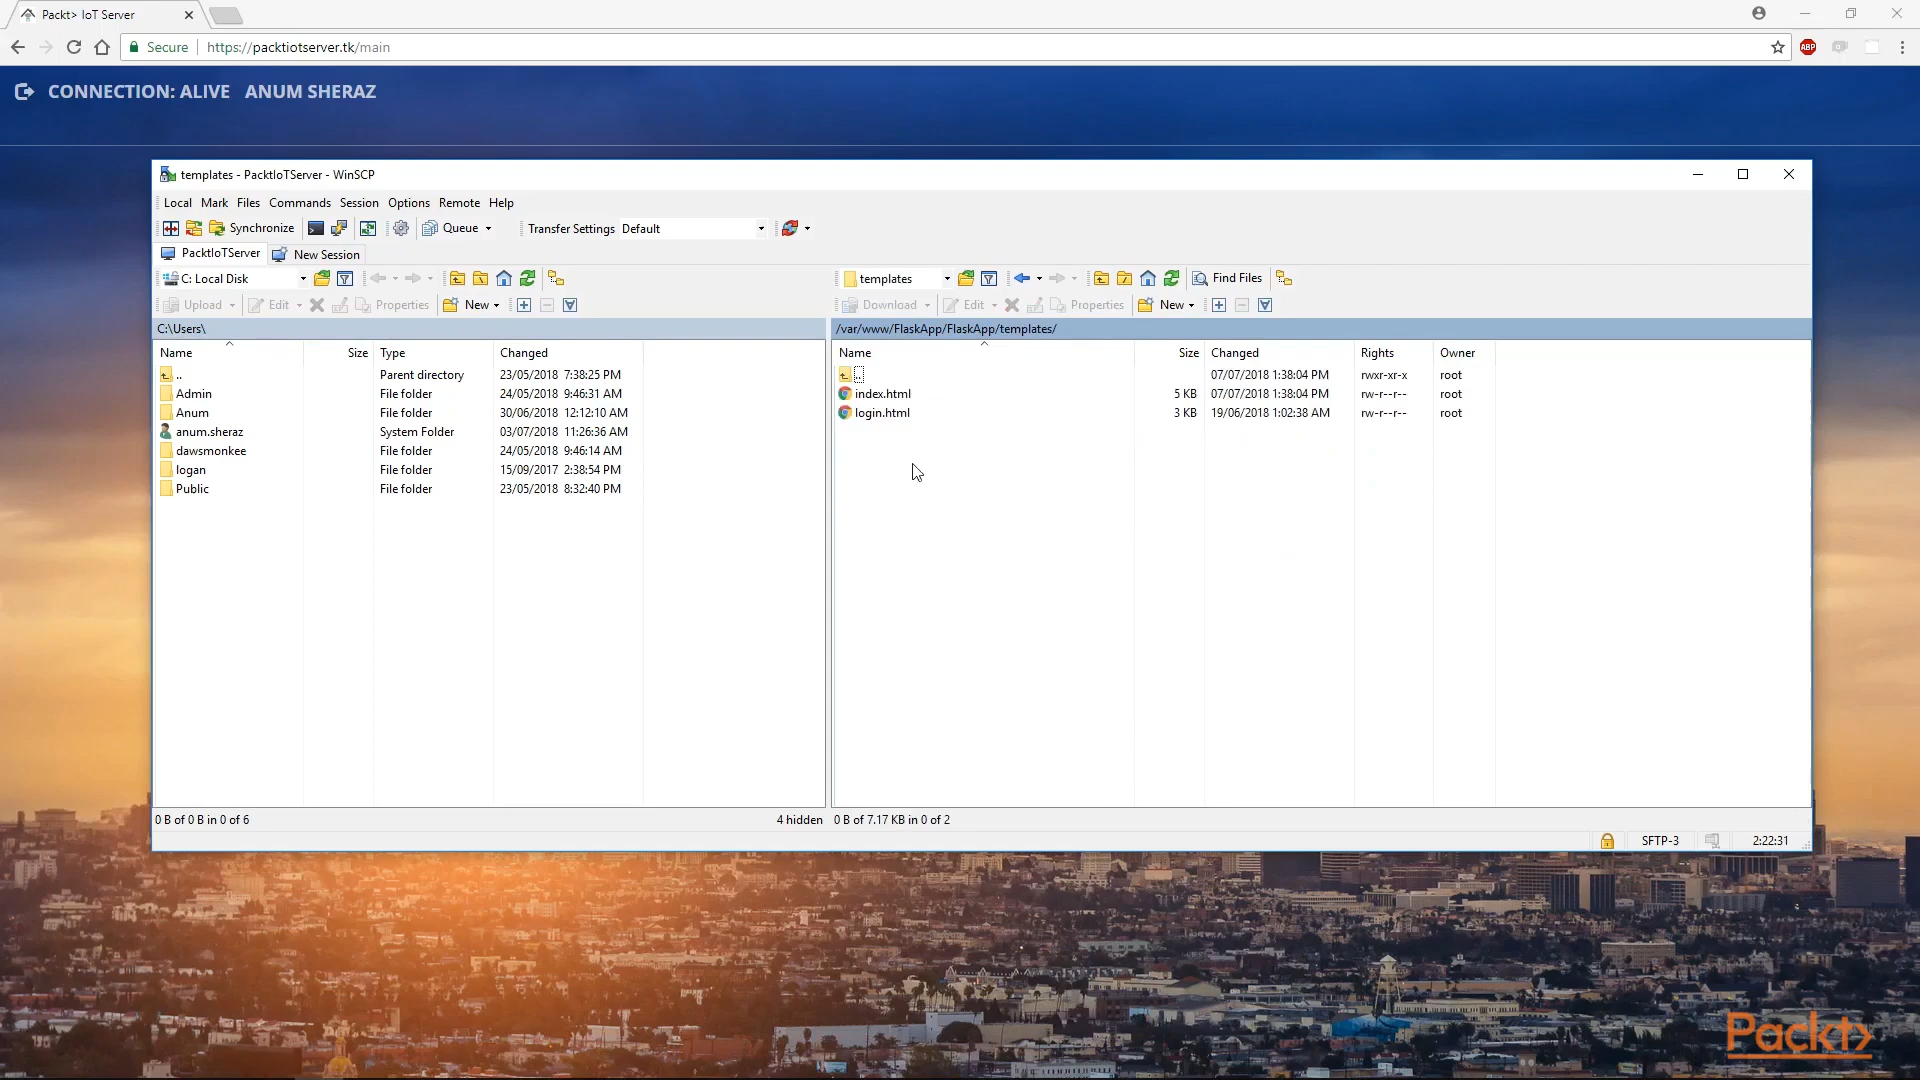 Packt> IoT Server
Secure https://packtiotserver.tk/main
ABP
CONNECTION: ALIVE ANUM SHERAZ
templates - PacktIoTServer - WinSCP
Local Mark Files Commands Session Options Remote Help
Synchronize Queue Transfer Settings Default
PacktIoTServer New Session
C: Local Disk templates Find Files
Upload Edit Properties New Download Edit Properties New
C:\Users\ /var/www/FlaskApp/FlaskApp/templates/
Name Size Type Changed Name Size Changed Rights Owner
.. Parent directory 23/05/2018 7:38:25 PM .. 07/07/2018 1:38:04 PM rwxr-xr-x root
Admin File folder 24/05/2018 9:46:31 AM index.html 5 KB 07/07/2018 1:38:04 PM rw-r--r-- root
Anum File folder 30/06/2018 12:12:10 AM login.html 3 KB 19/06/2018 1:02:38 AM rw-r--r-- root
anum.sheraz System Folder 03/07/2018 11:26:36 AM
dawsmonkee File folder 24/05/2018 9:46:14 AM
logan File folder 15/09/2017 2:38:54 PM
Public File folder 23/05/2018 8:32:40 PM
0 B of 0 B in 0 of 6 4 hidden 0 B of 7.17 KB in 0 of 2
SFTP-3 2:22:31
Packt>